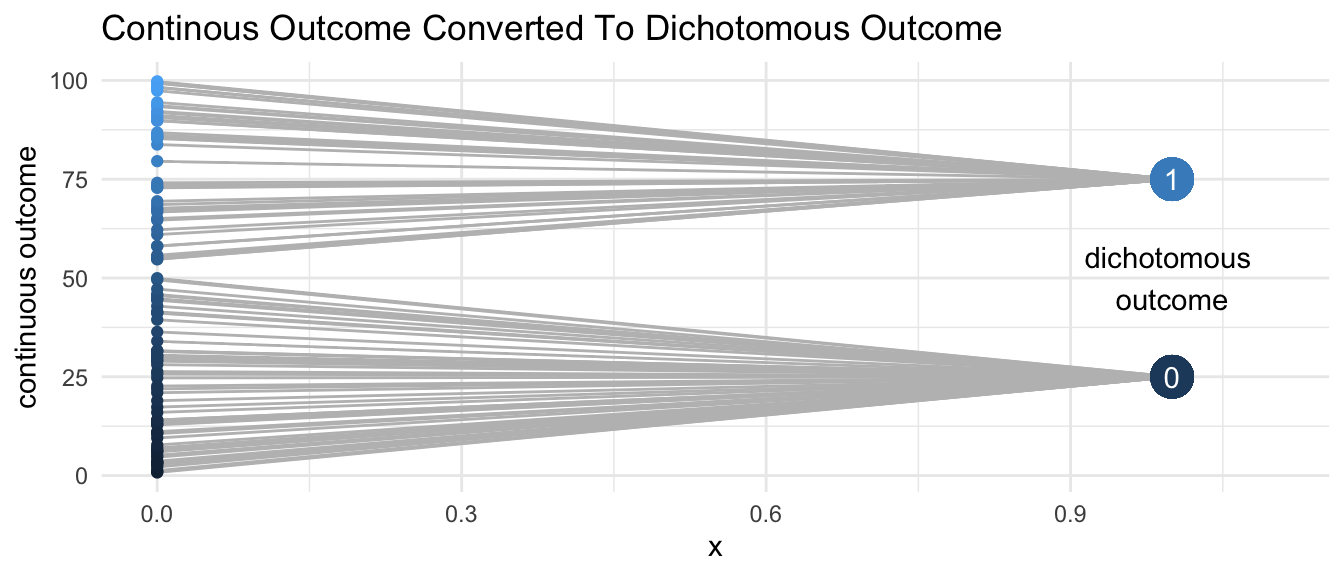 Continous Outcome Converted To Dichotomous Outcome
100
75
50
25
0
continuous outcome
1
dichotomous
outcome
0
0.0
0.3
0.6
0.9
x